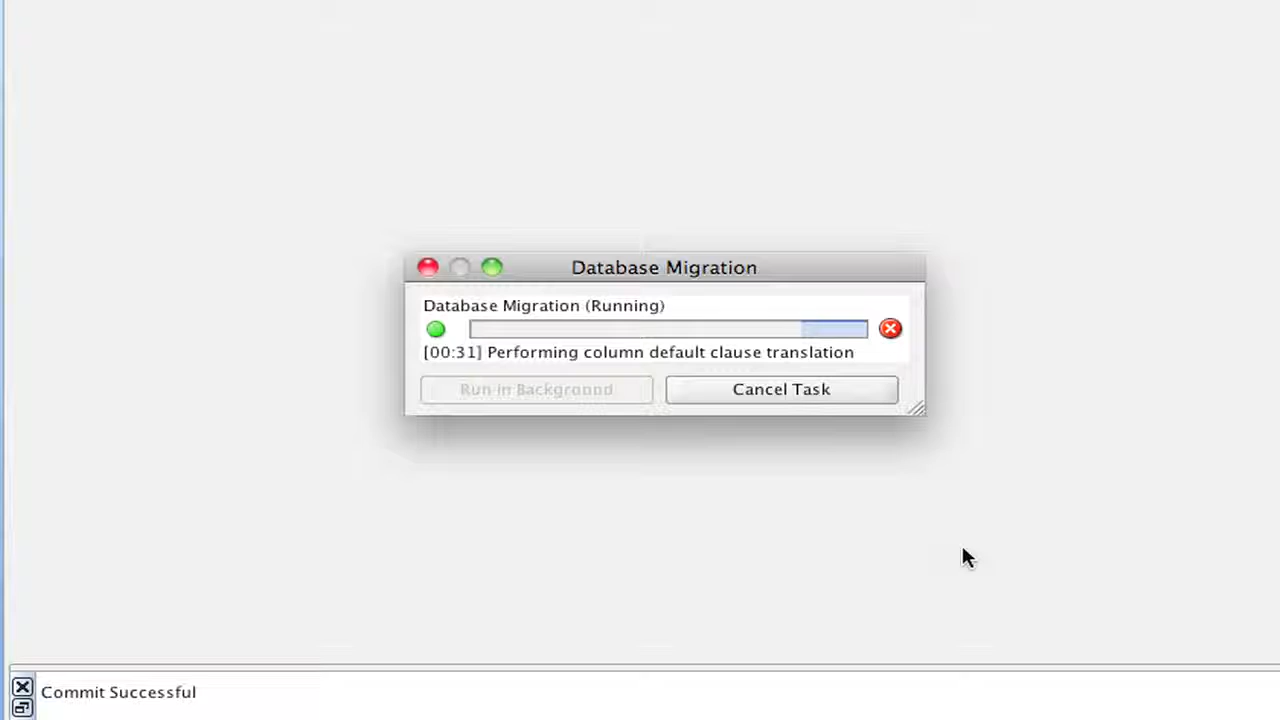 Database Migration
Database Migration (Running)
[00:31] Performing column default clause translation
Run in Background
Cancel Task
Commit Successful